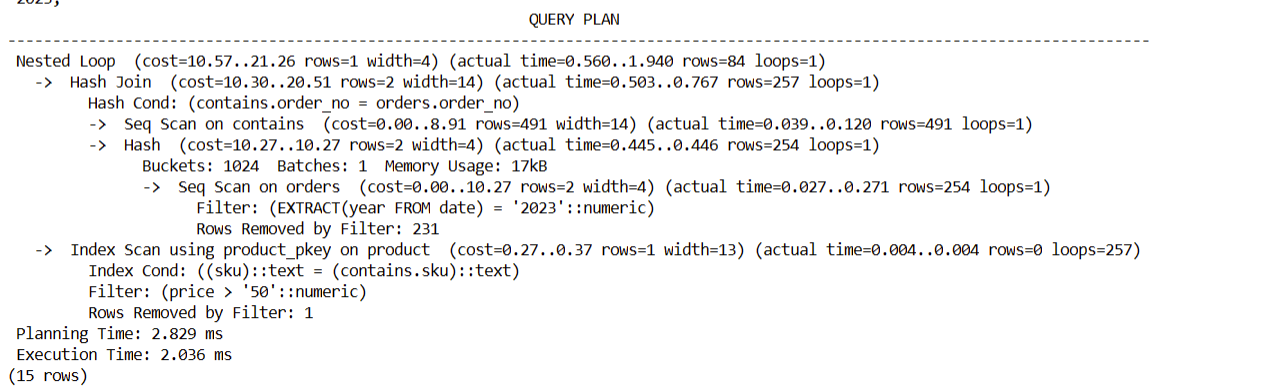 2023;
QUERY PLAN
-------------------------------------------------------------------------------------------------------------------------------
Nested Loop  (cost=10.57..21.26 rows=1 width=4) (actual time=0.560..1.940 rows=84 loops=1)
  ->  Hash Join  (cost=10.30..20.51 rows=2 width=14) (actual time=0.503..0.767 rows=257 loops=1)
        Hash Cond: (contains.order_no = orders.order_no)
        ->  Seq Scan on contains  (cost=0.00..8.91 rows=491 width=14) (actual time=0.039..0.120 rows=491 loops=1)
        ->  Hash  (cost=10.27..10.27 rows=2 width=4) (actual time=0.445..0.446 rows=254 loops=1)
              Buckets: 1024  Batches: 1  Memory Usage: 17kB
              ->  Seq Scan on orders  (cost=0.00..10.27 rows=2 width=4) (actual time=0.027..0.271 rows=254 loops=1)
                    Filter: (EXTRACT(year FROM date) = '2023'::numeric)
                    Rows Removed by Filter: 231
  ->  Index Scan using product_pkey on product  (cost=0.27..0.37 rows=1 width=13) (actual time=0.004..0.004 rows=0 loops=257)
        Index Cond: ((sku)::text = (contains.sku)::text)
        Filter: (price > '50'::numeric)
        Rows Removed by Filter: 1
Planning Time: 2.829 ms
Execution Time: 2.036 ms
(15 rows)